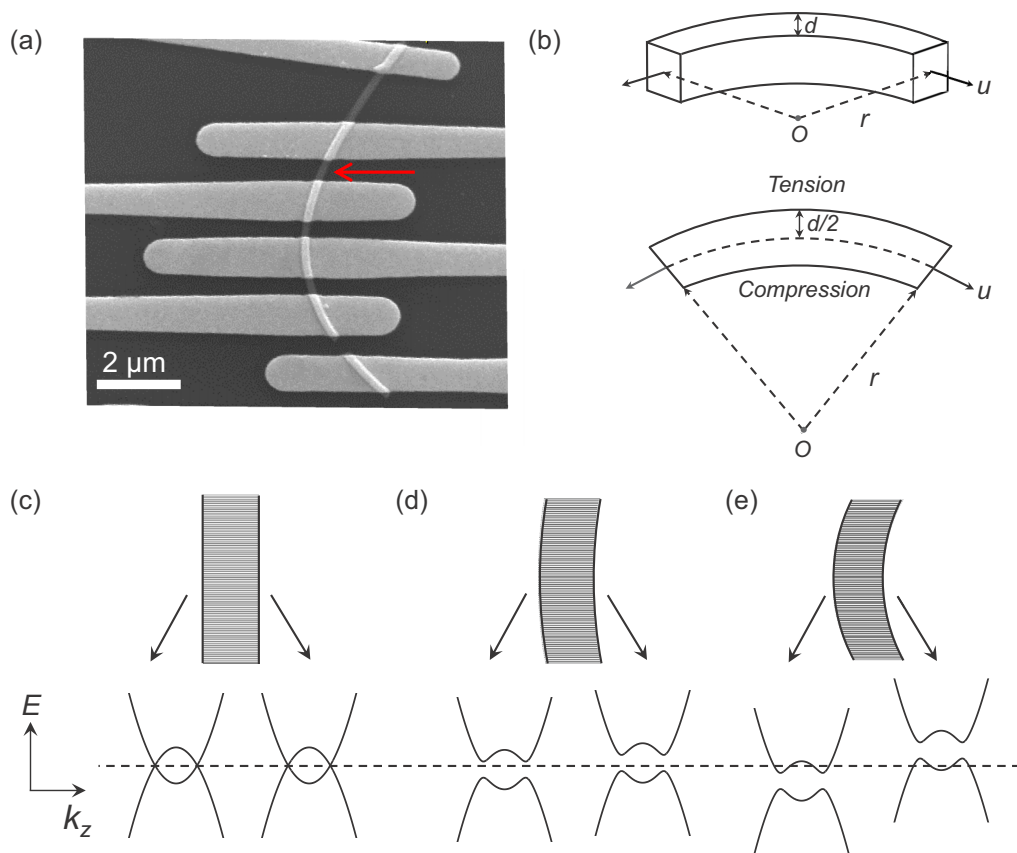 (a)
2 μm
(b)
d
u
r
O
Tension
d/2
Compression
u
r
O
(c)
(d)
(e)
E
k_z